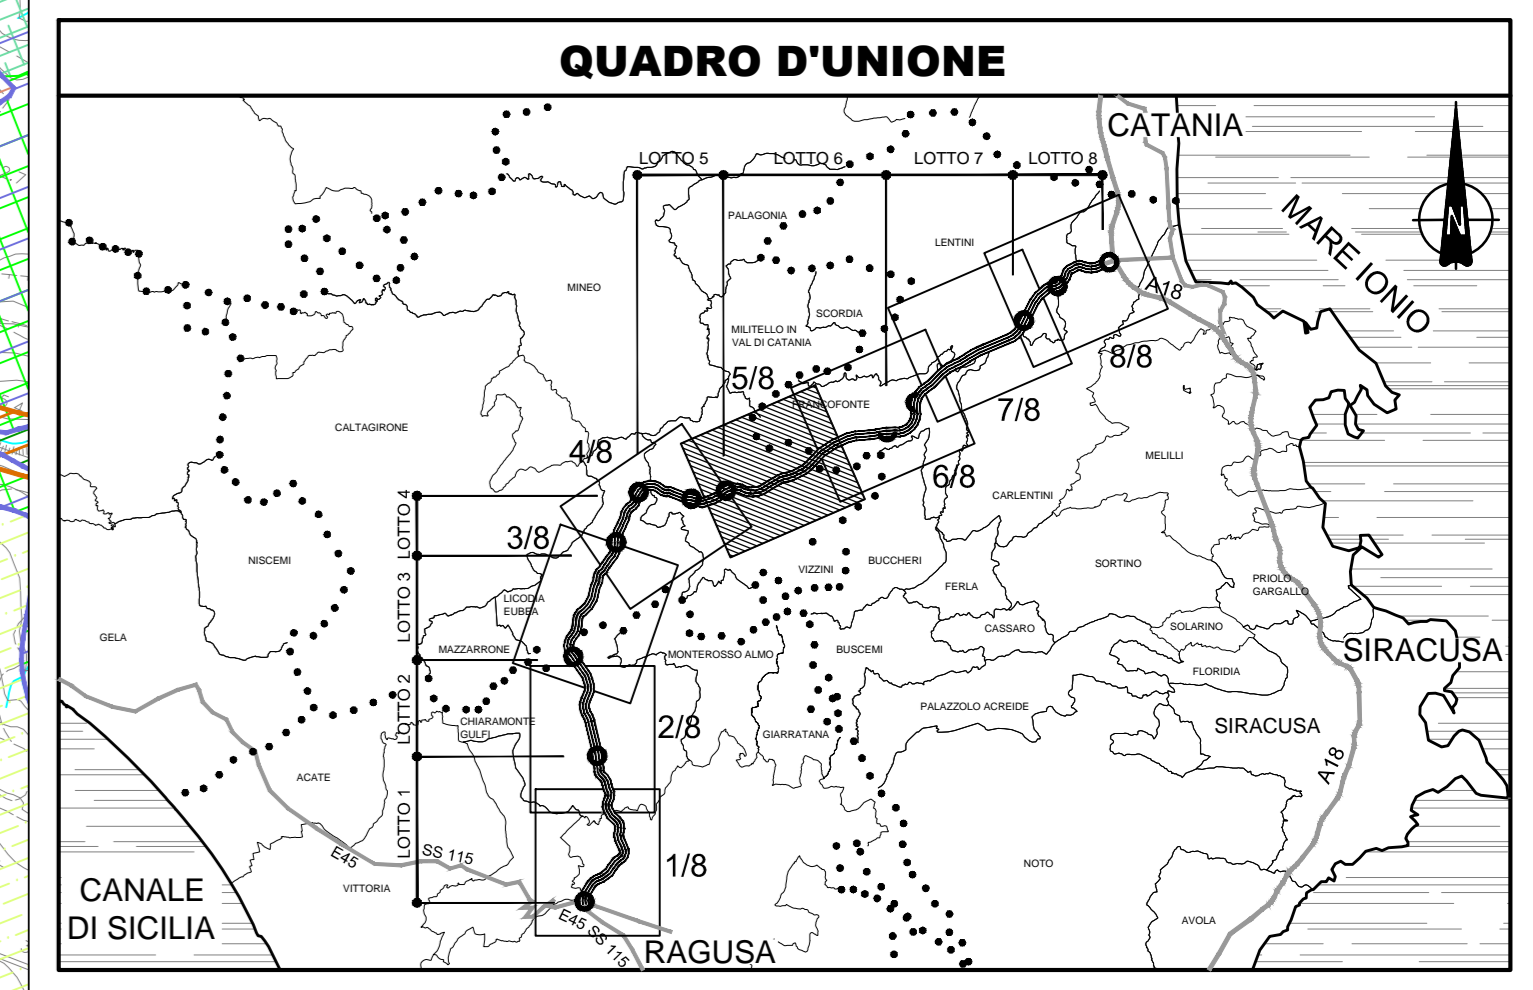 QUADRO D'UNIONE
CATANIA
LOTTO 5
LOTTO 6
LOTTO 7
LOTTO 8
PALAGONIA
LENTINI
MARE IONIO
N
MINEO
A18
SCORDIA
MILITELLO IN
VAL DI CATANIA
8/8
5/8
FRANCOFONTE
7/8
CALTAGIRONE
4/8
MELILLI
6/8
CARLENTINI
LOTTO 4
3/8
NISCEMI
VIZZINI
BUCCHERI
SORTINO
FERLA
PRIOLO
GARGALLO
LOTTO 3
LICODIA
EUBEA
GELA
CASSARO
SOLARINO
MAZZARRONE
MONTEROSSO ALMO
BUSCEMI
SIRACUSA
FLORIDIA
LOTTO 2
PALAZZOLO ACREIDE
CHIARAMONTE
GULFI
2/8
GIARRATANA
SIRACUSA
ACATE
A18
LOTTO 1
E45
SS 115
1/8
NOTO
VITTORIA
CANALE
DI SICILIA
E45 SS 115
RAGUSA
AVOLA